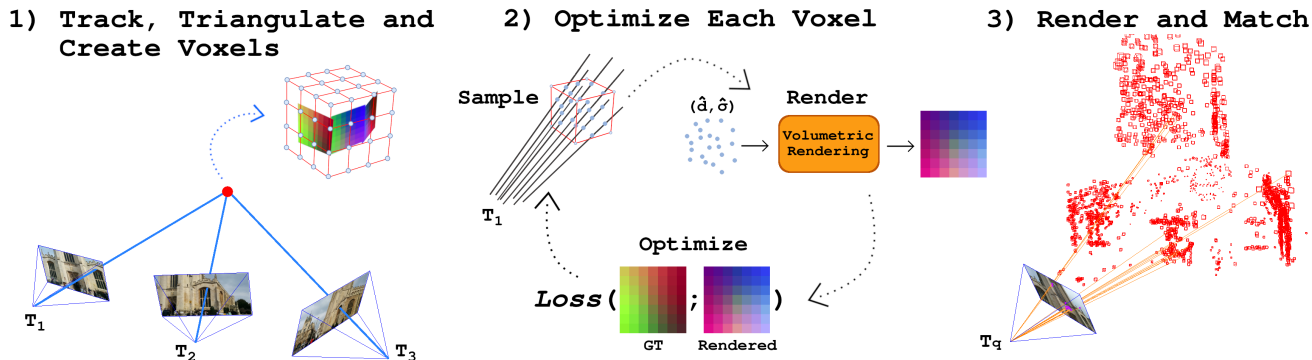 1) Track, Triangulate and
Create Voxels
T1
T2
T3
2) Optimize Each Voxel
Sample
T1
(d̂,σ̂)
Render
Volumetric
Rendering
Optimize
Loss( ; )
GT
Rendered
3) Render and Match
Tq